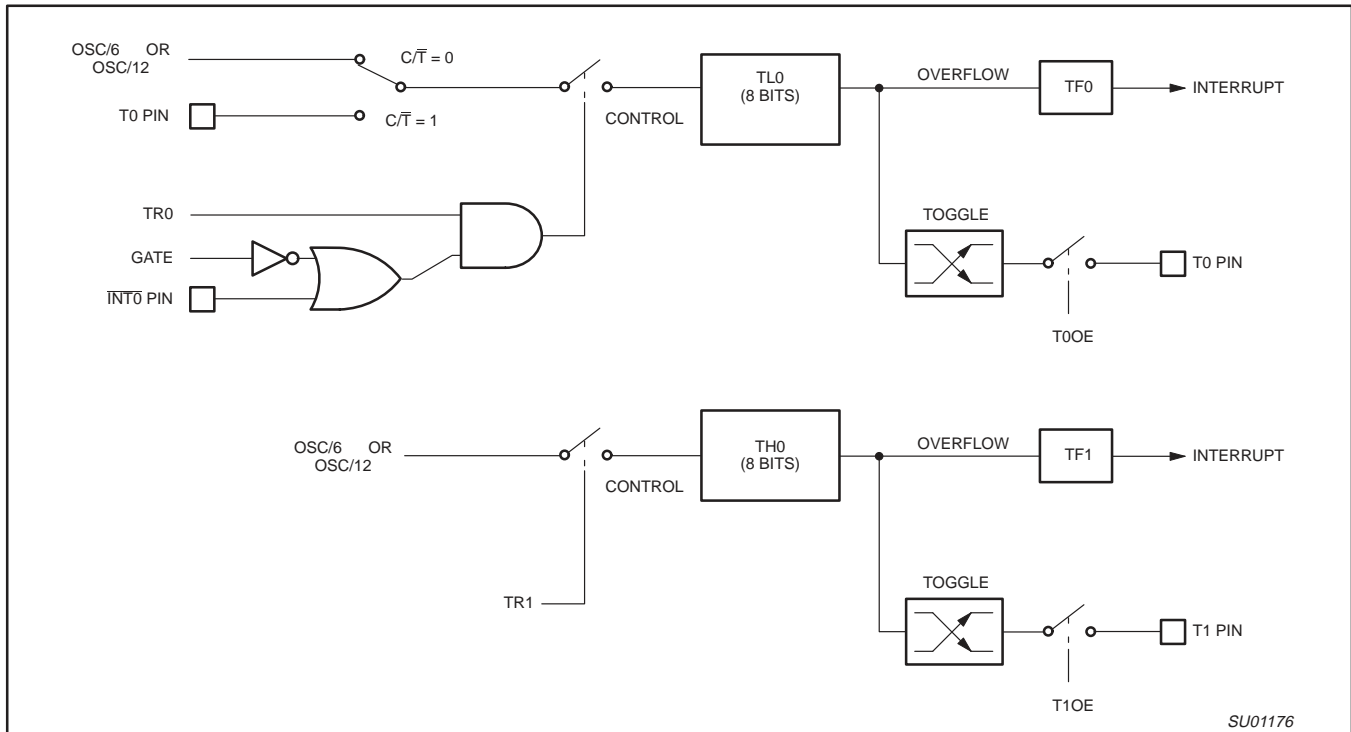 OSC/6 OR
OSC/12
C/T̅ = 0
T0 PIN
C/T̅ = 1
CONTROL
TL0
(8 BITS)
OVERFLOW
TF0
INTERRUPT
TR0
GATE
I̅N̅T̅0̅ PIN
TOGGLE
T0 PIN
T0OE
OSC/6 OR
OSC/12
CONTROL
TH0
(8 BITS)
OVERFLOW
TF1
INTERRUPT
TR1
TOGGLE
T1 PIN
T1OE
SU01176